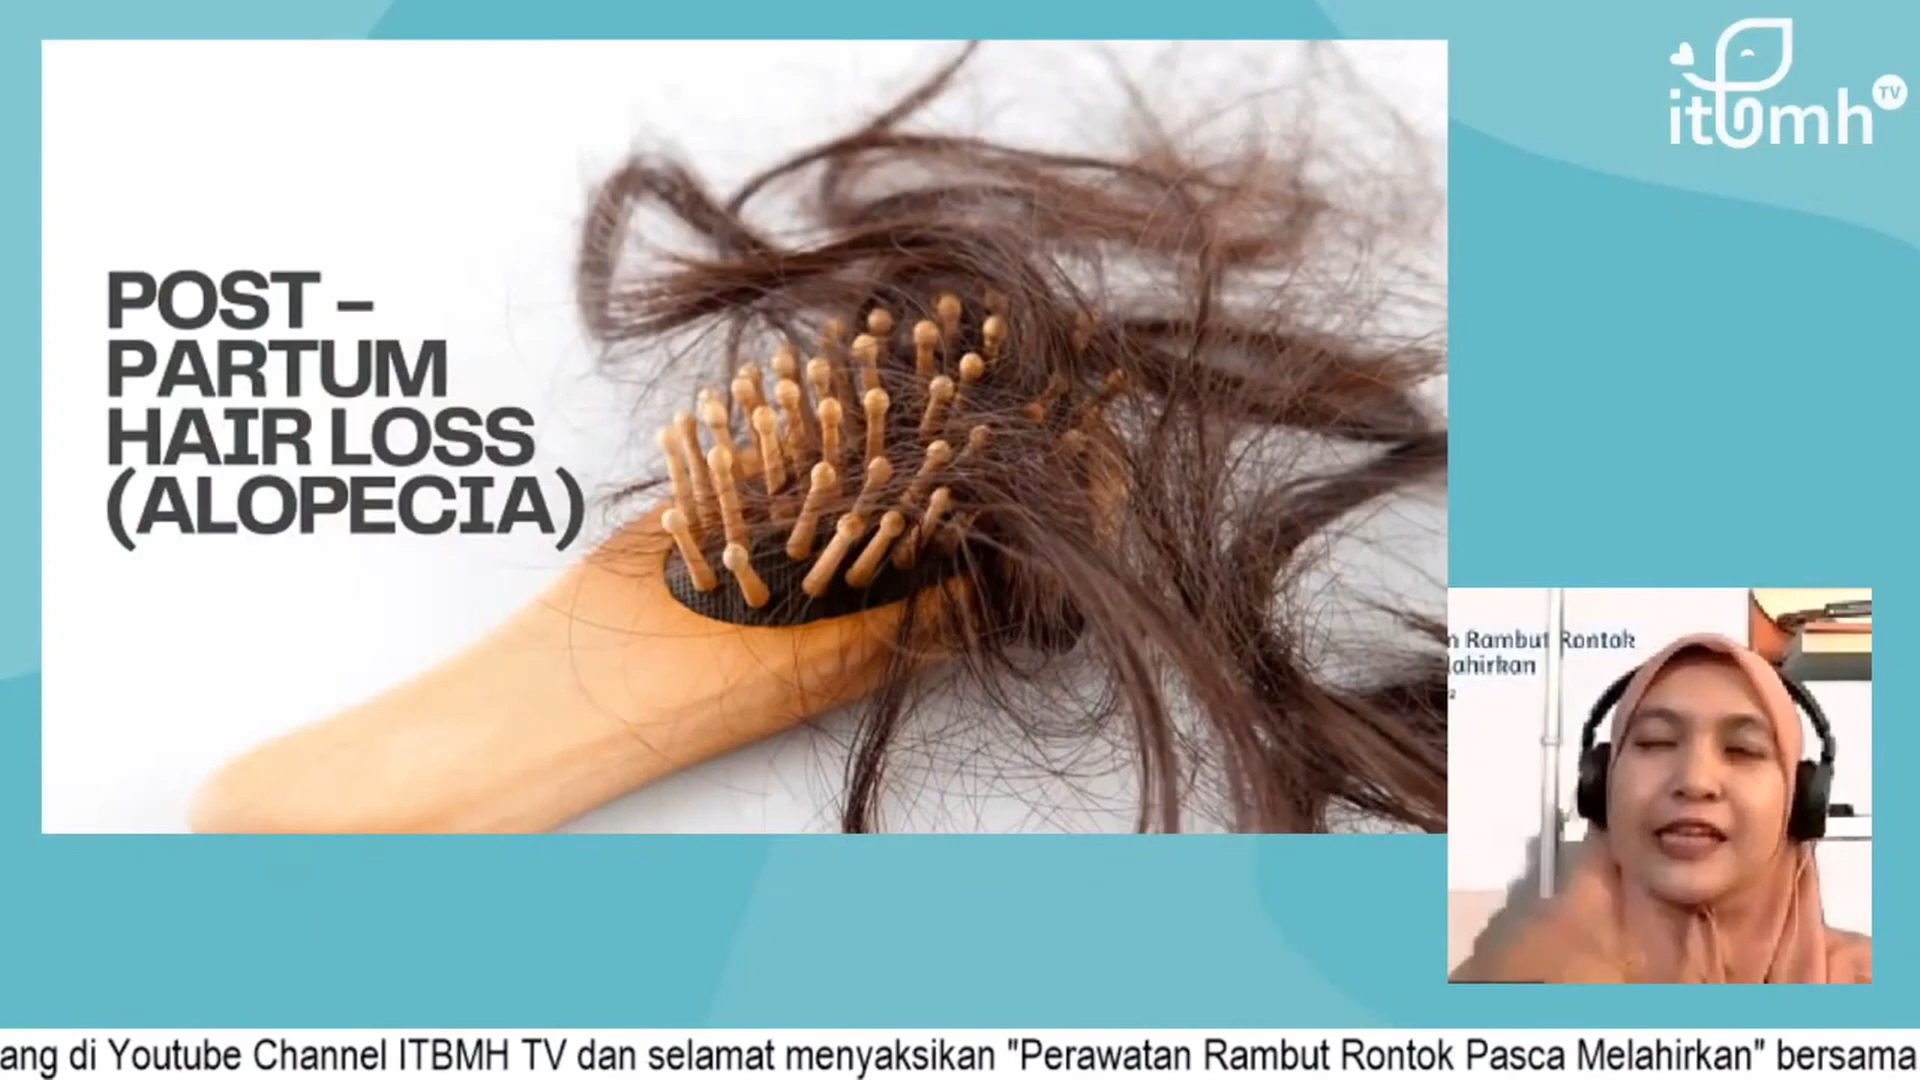 POST –
PARTUM
HAIR LOSS
(ALOPECIA)
itbmh TV
n Rambut Rontok
lahirkan
2
ang di Youtube Channel ITBMH TV dan selamat menyaksikan "Perawatan Rambut Rontok Pasca Melahirkan" bersama